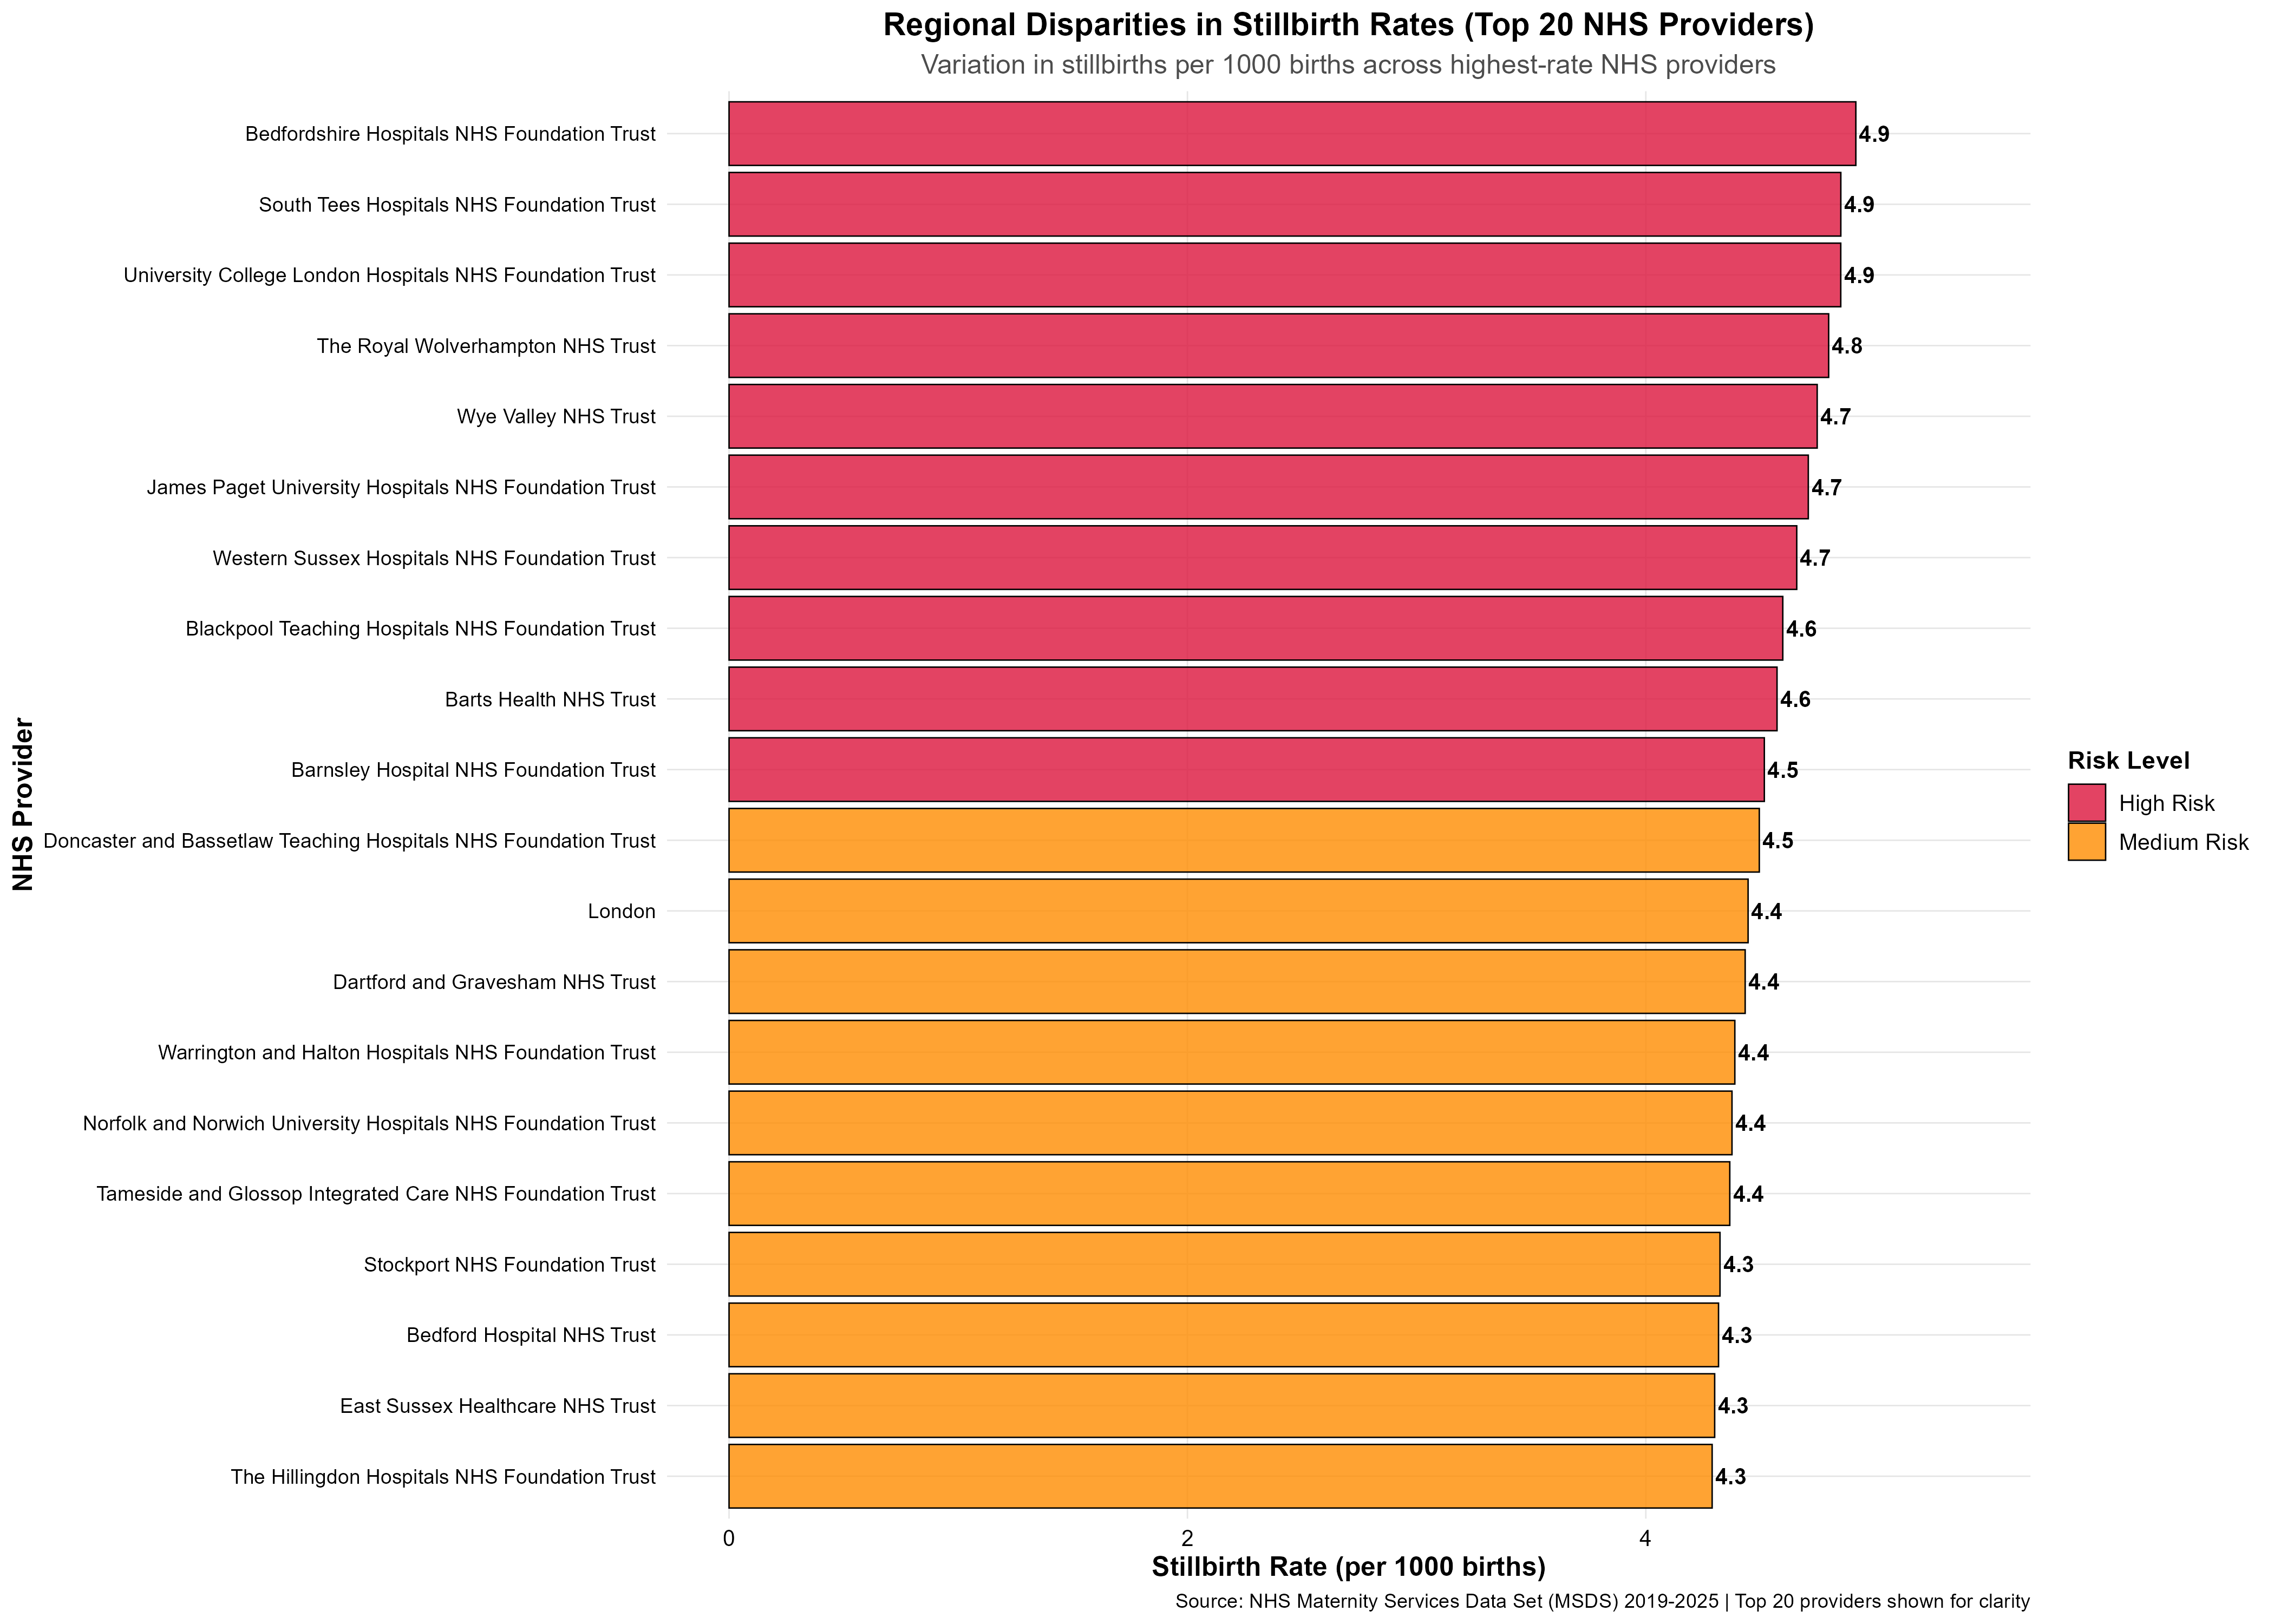 Regional Disparities in Stillbirth Rates (Top 20 NHS Providers)
Variation in stillbirths per 1000 births across highest-rate NHS providers
NHS Provider
Bedfordshire Hospitals NHS Foundation Trust 4.9
South Tees Hospitals NHS Foundation Trust 4.9
University College London Hospitals NHS Foundation Trust 4.9
The Royal Wolverhampton NHS Trust 4.8
Wye Valley NHS Trust 4.7
James Paget University Hospitals NHS Foundation Trust 4.7
Western Sussex Hospitals NHS Foundation Trust 4.7
Blackpool Teaching Hospitals NHS Foundation Trust 4.6
Barts Health NHS Trust 4.6
Barnsley Hospital NHS Foundation Trust 4.5
Doncaster and Bassetlaw Teaching Hospitals NHS Foundation Trust 4.5
London 4.4
Dartford and Gravesham NHS Trust 4.4
Warrington and Halton Hospitals NHS Foundation Trust 4.4
Norfolk and Norwich University Hospitals NHS Foundation Trust 4.4
Tameside and Glossop Integrated Care NHS Foundation Trust 4.4
Stockport NHS Foundation Trust 4.3
Bedford Hospital NHS Trust 4.3
East Sussex Healthcare NHS Trust 4.3
The Hillingdon Hospitals NHS Foundation Trust 4.3
0 2 4
Stillbirth Rate (per 1000 births)
Risk Level
High Risk
Medium Risk
Source: NHS Maternity Services Data Set (MSDS) 2019-2025 | Top 20 providers shown for clarity